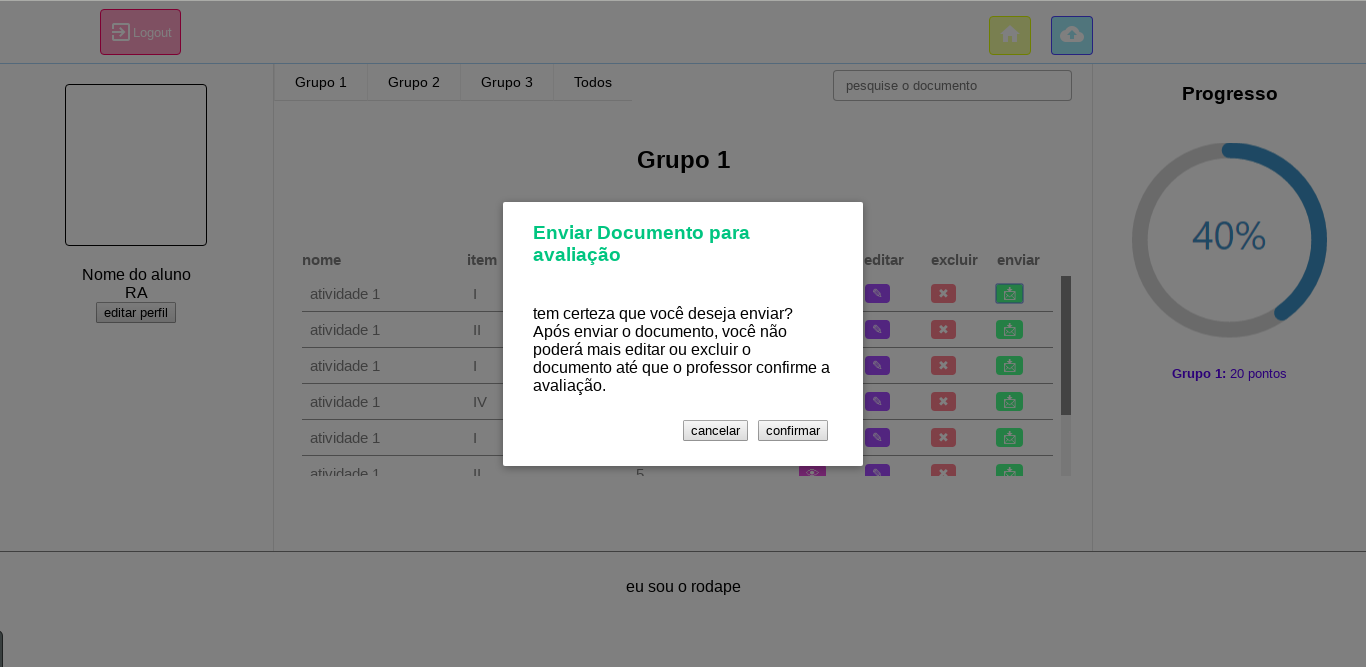 Logout
Grupo 1 Grupo 2 Grupo 3 Todos
pesquise o documento
Progresso
Grupo 1
40%
Nome do aluno
RA
editar perfil
Enviar Documento para
avaliação
tem certeza que você deseja enviar?
Após enviar o documento, você não
poderá mais editar ou excluir o
documento até que o professor confirme a
avaliação.
cancelar confirmar
nome item editar excluir enviar
atividade 1 I
atividade 1 II
atividade 1 I
atividade 1 IV
atividade 1 I
atividade 1 II 5
Grupo 1: 20 pontos
eu sou o rodape